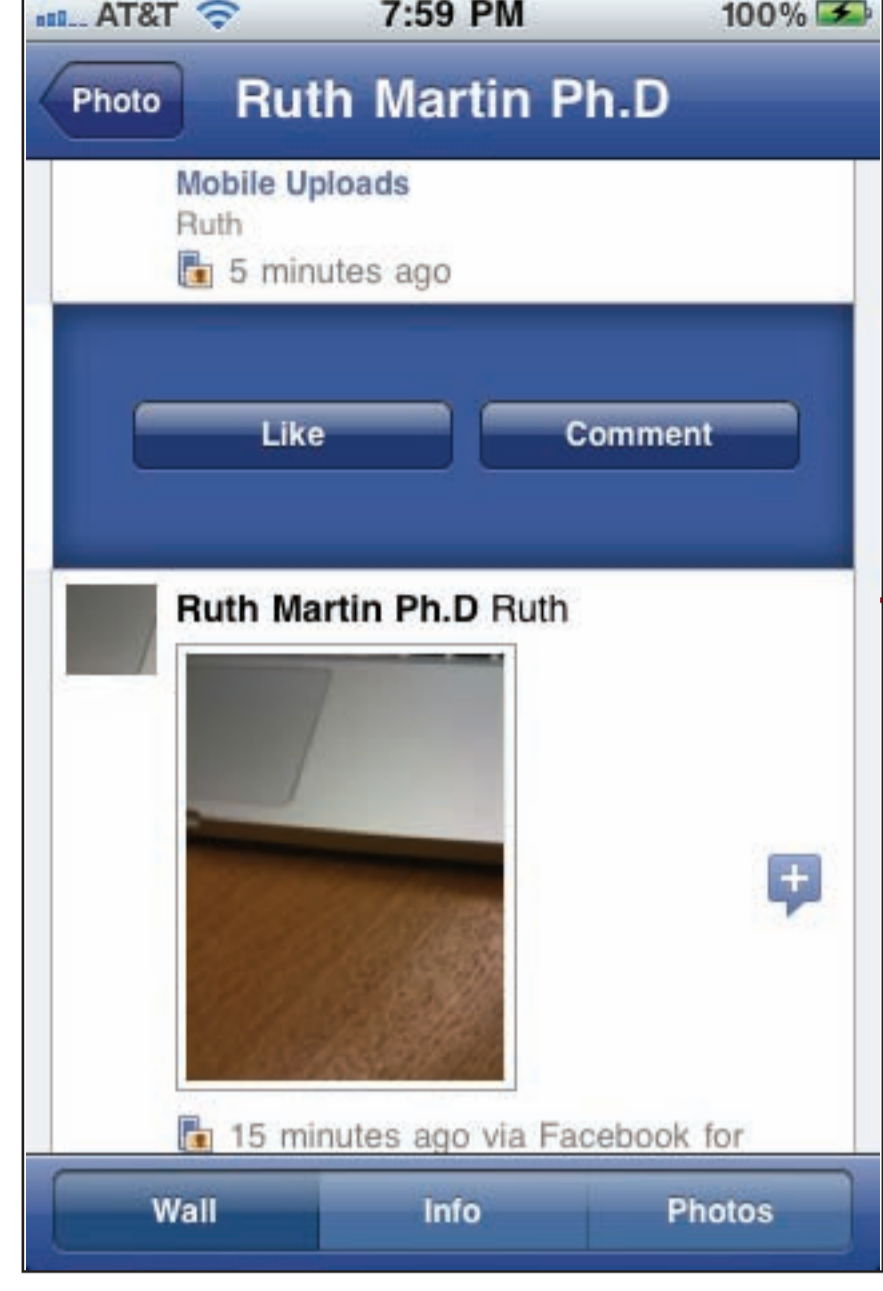 AT&T 7:59 PM 100%
Photo Ruth Martin Ph.D
Mobile Uploads
Ruth
5 minutes ago
Like Comment
Ruth Martin Ph.D Ruth
15 minutes ago via Facebook for
Wall Info Photos